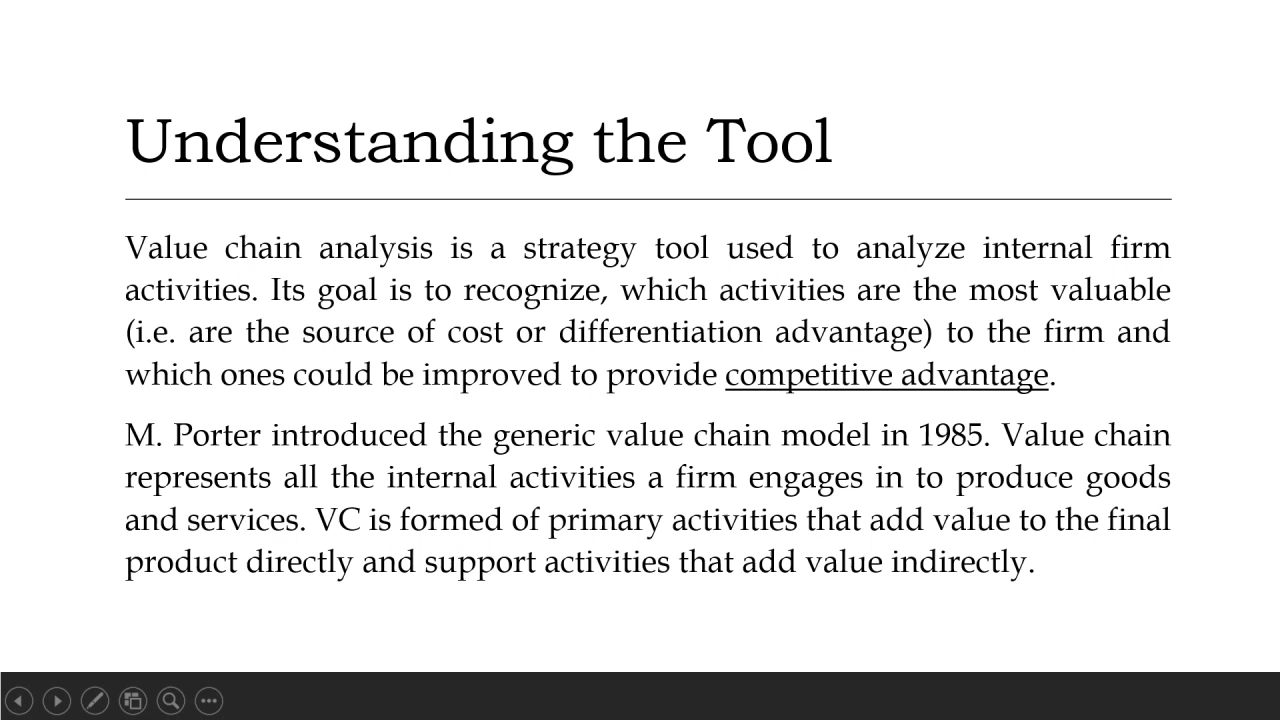 Understanding the Tool
Value chain analysis is a strategy tool used to analyze internal firm
activities. Its goal is to recognize, which activities are the most valuable
(i.e. are the source of cost or differentiation advantage) to the firm and
which ones could be improved to provide competitive advantage.
M. Porter introduced the generic value chain model in 1985. Value chain
represents all the internal activities a firm engages in to produce goods
and services. VC is formed of primary activities that add value to the final
product directly and support activities that add value indirectly.